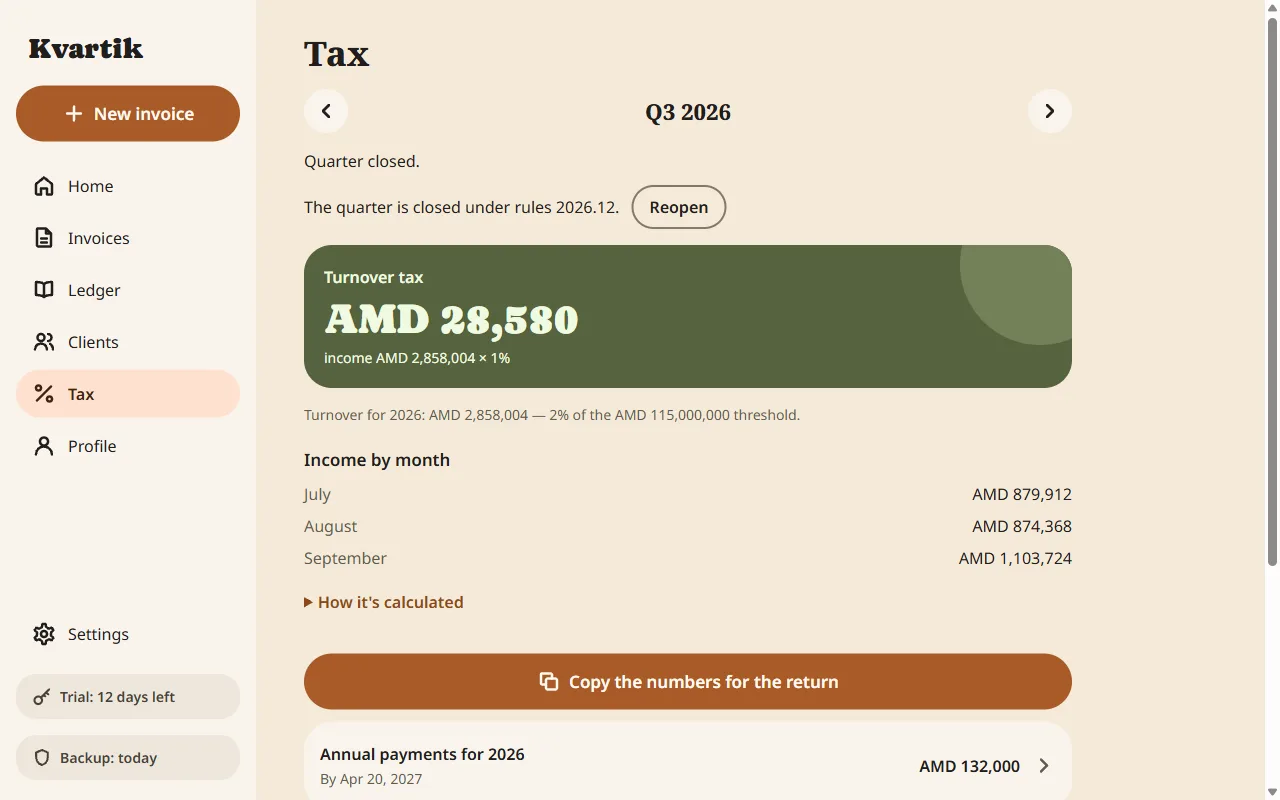 Kvartik
New invoice
Home
Invoices
Ledger
Clients
Tax
Profile
Settings
Trial: 12 days left
Backup: today
Tax
Q3 2026
Quarter closed.
The quarter is closed under rules 2026.12. Reopen
Turnover tax
AMD 28,580
income AMD 2,858,004 × 1%
Turnover for 2026: AMD 2,858,004 — 2% of the AMD 115,000,000 threshold.
Income by month
July AMD 879,912
August AMD 874,368
September AMD 1,103,724
How it's calculated
Copy the numbers for the return
Annual payments for 2026
By Apr 20, 2027
AMD 132,000